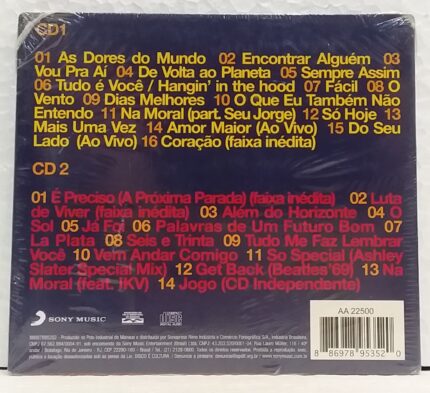 CD1
01 As Dores do Mundo 02 Encontrar Alguém 03
Vou Pra Aí 04 De Volta ao Planeta 05 Sempre Assim
06 Tudo é Você / Hangin' in the hood 07 Fácil 08 O
Vento 09 Dias Melhores 10 O Que Eu Também Não
Entendo 11 Na Moral (part. Seu Jorge) 12 Só Hoje 13
Mais Uma Vez 14 Amor Maior (Ao Vivo) 15 Do Seu
Lado (Ao Vivo) 16 Coração (faixa inédita)
CD 2
01 É Preciso (A Próxima Parada) (faixa inédita) 02 Luta
de Viver (faixa inédita) 03 Além do Horizonte 04 O
Sol 05 Já Foi 06 Palavras de Um Futuro Bom 07
La Plata 08 Seis e Trinta 09 Tudo Me Faz Lembrar
Você 10 Vem Andar Comigo 11 So Special (Ashley
Slater Special Mix) 12 Get Back (Beatles'69) 13 Na
Moral (feat. IKV) 14 Jogo (CD Independente)
SONY MUSIC
AA 22500
8 86978 95352 0